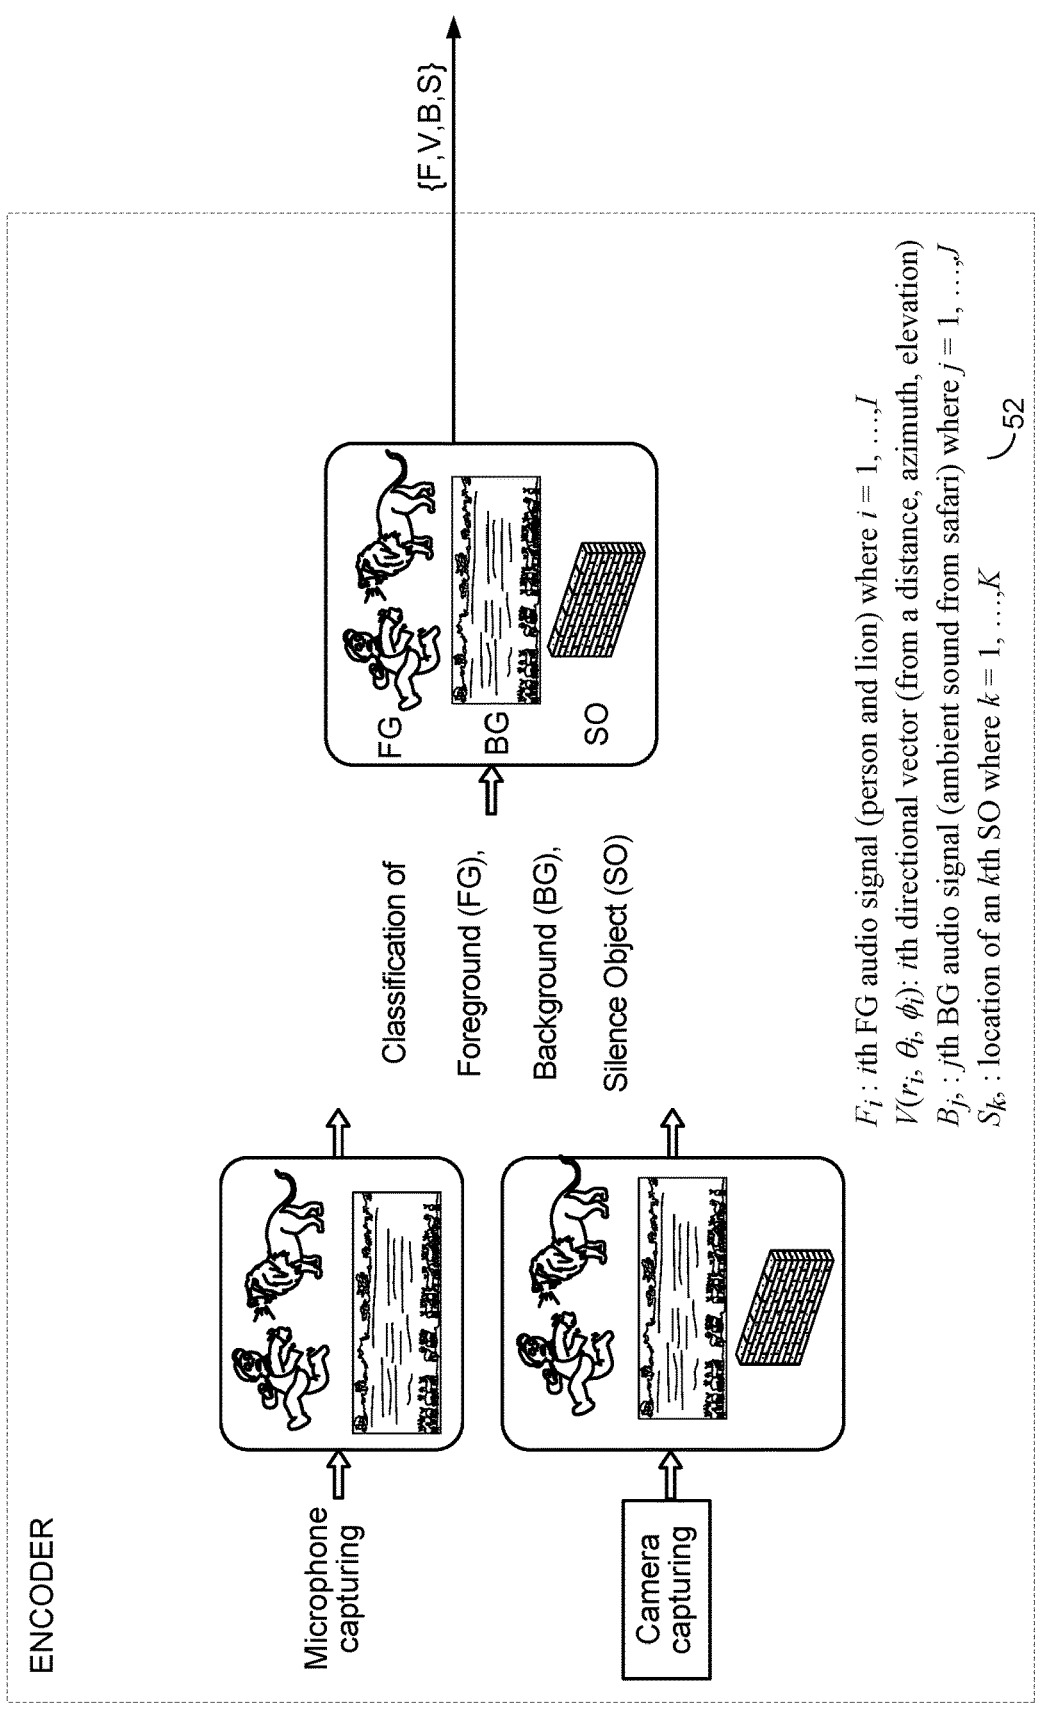 ENCODER
Microphone
capturing
Camera
capturing
Classification of
Foreground (FG),
Background (BG),
Silence Object (SO)
FG
BG
SO
{F,V,B,S}
F_i : ith FG audio signal (person and lion) where i = 1, …,I
V(r_i, θ_i, ϕ_i): ith directional vector (from a distance, azimuth, elevation)
B_j, : jth BG audio signal (ambient sound from safari) where j = 1, …,J
S_k, : location of an kth SO where k = 1, …,K
52